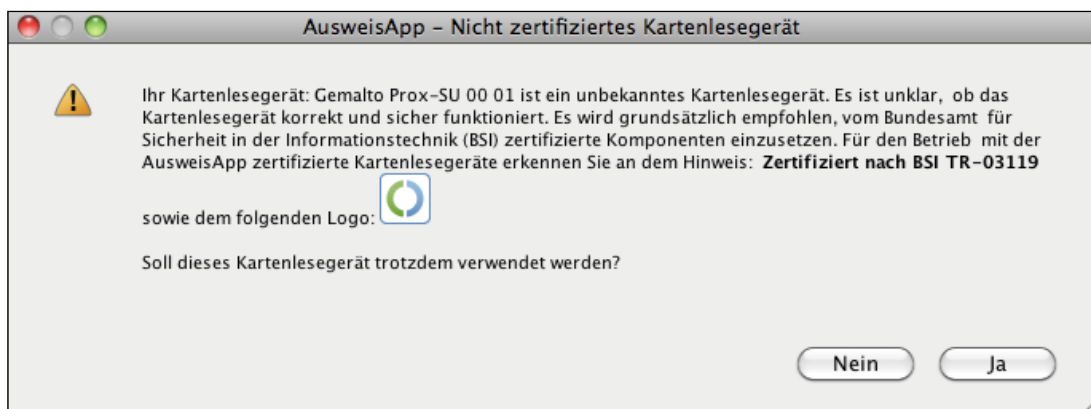 AusweisApp – Nicht zertifiziertes Kartenlesegerät
Ihr Kartenlesegerät: Gemalto Prox-SU 00 01 ist ein unbekanntes Kartenlesegerät. Es ist unklar, ob das
Kartenlesegerät korrekt und sicher funktioniert. Es wird grundsätzlich empfohlen, vom Bundesamt für
Sicherheit in der Informationstechnik (BSI) zertifizierte Komponenten einzusetzen. Für den Betrieb mit der
AusweisApp zertifizierte Kartenlesegeräte erkennen Sie an dem Hinweis: Zertifiziert nach BSI TR-03119
sowie dem folgenden Logo:
Soll dieses Kartenlesegerät trotzdem verwendet werden?
Nein Ja